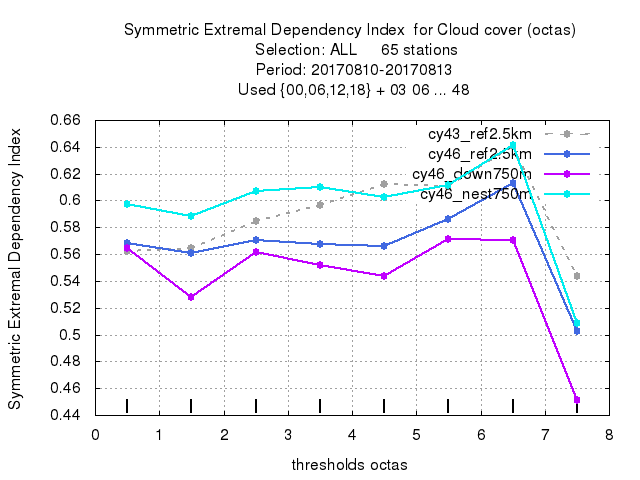 Symmetric Extremal Dependency Index for Cloud cover (octas)
Selection: ALL 65 stations
Period: 20170810-20170813
Used {00,06,12,18} + 03 06 ... 48
cy43_ref2.5km
cy46_ref2.5km
cy46_down750m
cy46_nest750m
Symmetric Extremal Dependency Index
0.66
0.64
0.62
0.6
0.58
0.56
0.54
0.52
0.5
0.48
0.46
0.44
0 1 2 3 4 5 6 7 8
thresholds octas